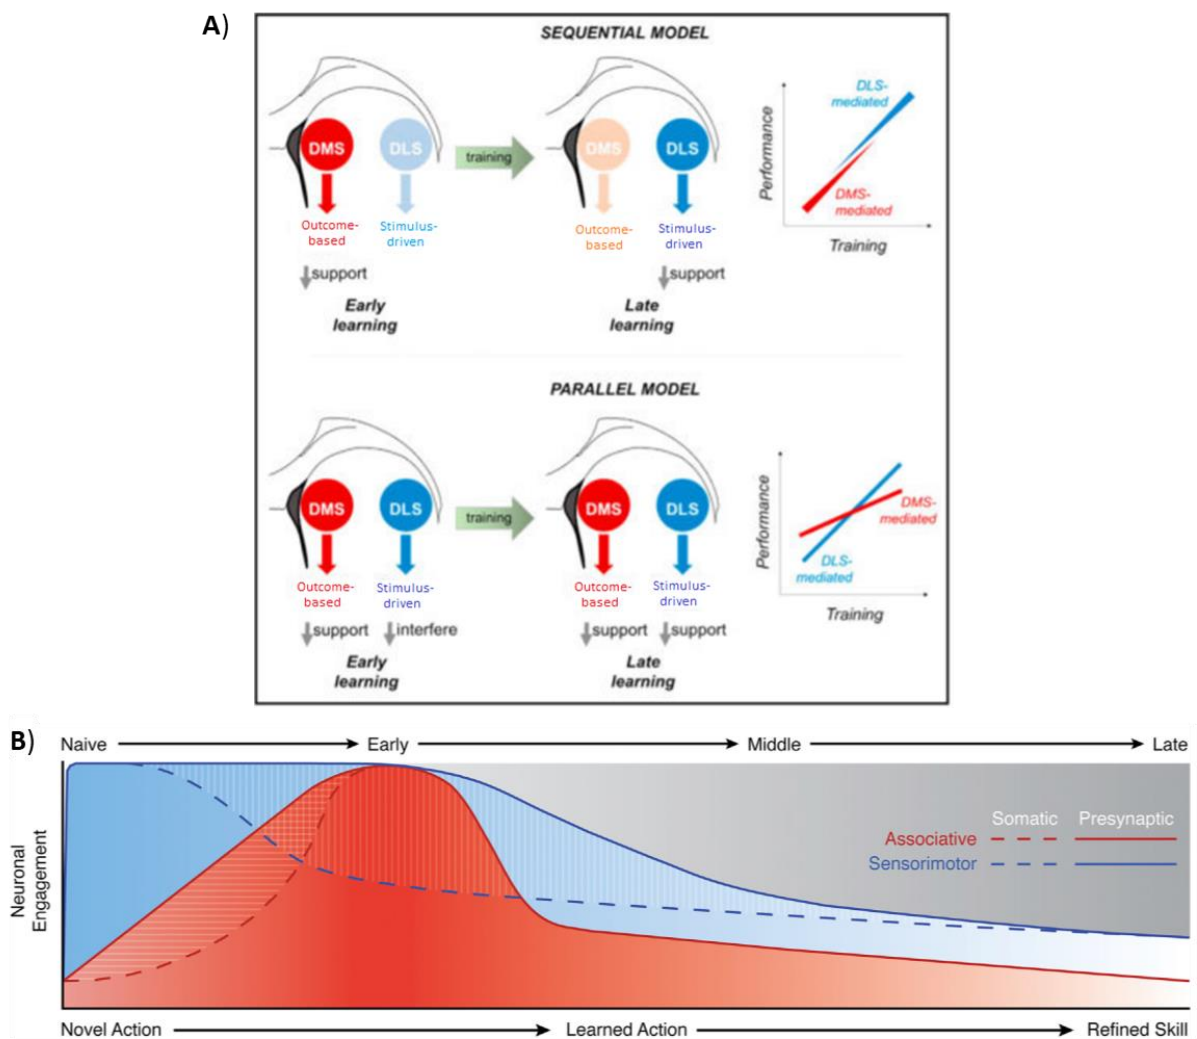 A)
SEQUENTIAL MODEL
DMS
DLS
training
DMS
DLS
Outcome-
based
Stimulus-
driven
Outcome-
based
Stimulus-
driven
support
support
Early
learning
Late
learning
Performance
DLS-
mediated
DMS-
mediated
Training
PARALLEL MODEL
DMS
DLS
training
DMS
DLS
Outcome-
based
Stimulus-
driven
Outcome-
based
Stimulus-
driven
support
interfere
support
support
Early
learning
Late
learning
Performance
DMS-
mediated
DLS-
mediated
Training
B)
Naive
Early
Middle
Late
Neuronal
Engagement
Somatic
Presynaptic
Associative
Sensorimotor
Novel Action
Learned Action
Refined Skill